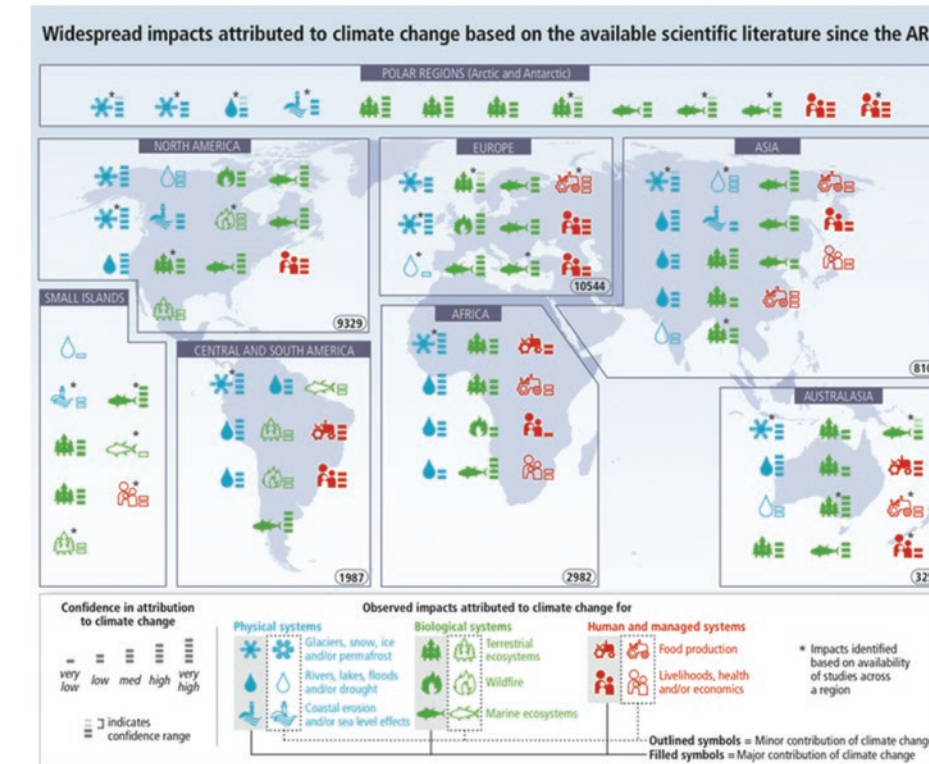 Widespread impacts attributed to climate change based on the available scientific literature since the AR
POLAR REGIONS (Arctic and Antarctic)
NORTH AMERICA
EUROPE
ASIA
10544
SMALL ISLANDS
AFRICA
9329
CENTRAL AND SOUTH AMERICA
810
AUSTRALASIA
1987
2982
325
Confidence in attribution
to climate change
very
low
low
med
high
very
high
] indicates
confidence range
Observed impacts attributed to climate change for
Physical systems
Glaciers, snow, ice
and/or permafrost
Rivers, lakes, floods
and/or drought
Coastal erosion
and/or sea level effects
Biological systems
Terrestrial
ecosystems
Wildfire
Marine ecosystems
Human and managed systems
Food production
Livelihoods, health
and/or economics
* Impacts identified
based on availability
of studies across
a region
Outlined symbols = Minor contribution of climate change
Filled symbols = Major contribution of climate change